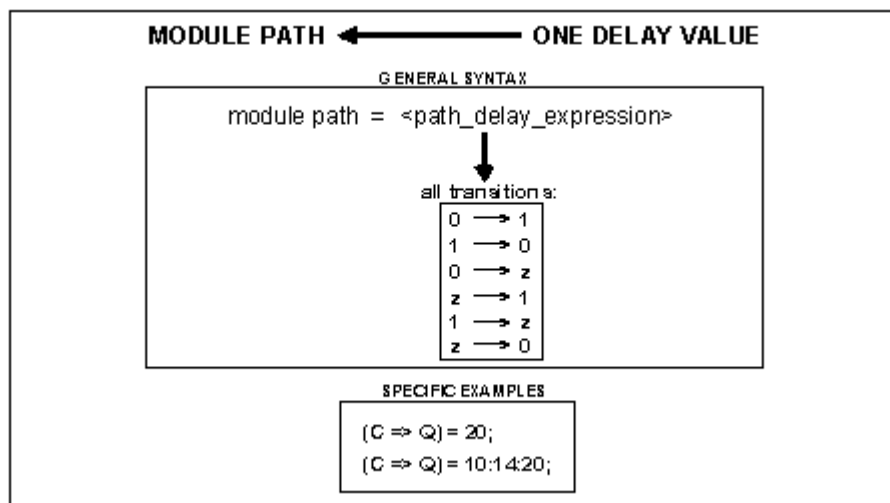 MODULE PATH ONE DELAY VALUE
GENERAL SYNTAX
module path = <path_delay_expression>
all transitions:
0 → 1
1 → 0
0 → z
z → 1
1 → z
z → 0
SPECIFIC EXAMPLES
(C => Q) = 20;
(C => Q) = 10:14:20;